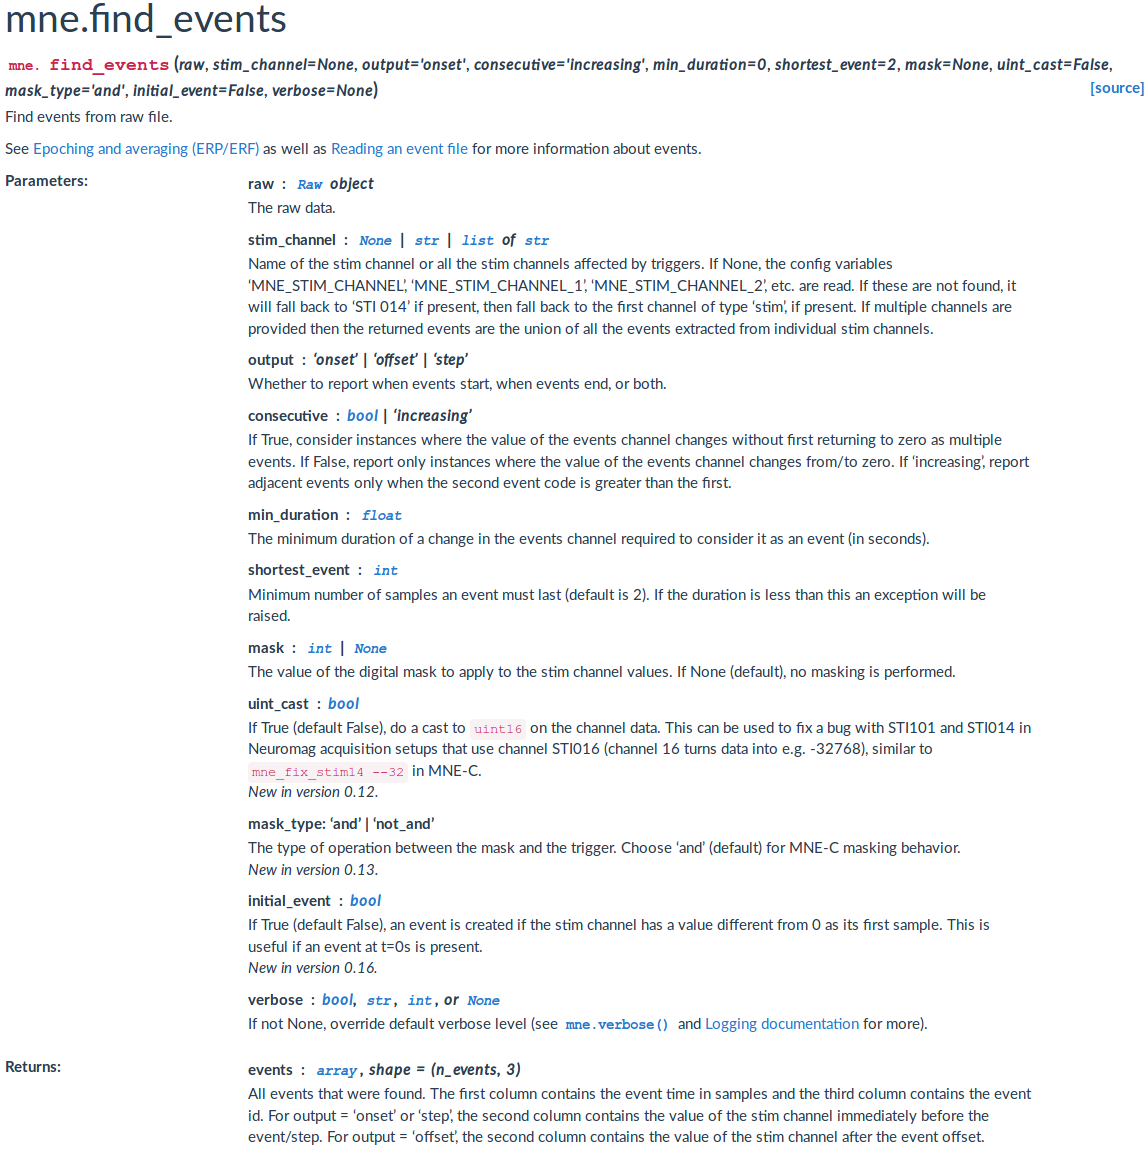 mne.find_events
mne. find_events (raw, stim_channel=None, output='onset', consecutive='increasing', min_duration=0, shortest_event=2, mask=None, uint_cast=False,
mask_type='and', initial_event=False, verbose=None) [source]
Find events from raw file.
See Epoching and averaging (ERP/ERF) as well as Reading an event file for more information about events.
Parameters:
raw : Raw object
The raw data.
stim_channel : None | str | list of str
Name of the stim channel or all the stim channels affected by triggers. If None, the config variables
‘MNE_STIM_CHANNEL’, ‘MNE_STIM_CHANNEL_1’, ‘MNE_STIM_CHANNEL_2’, etc. are read. If these are not found, it
will fall back to ‘STI 014’ if present, then fall back to the first channel of type ‘stim’, if present. If multiple channels are
provided then the returned events are the union of all the events extracted from individual stim channels.
output : ‘onset’ | ‘offset’ | ‘step’
Whether to report when events start, when events end, or both.
consecutive : bool | ‘increasing’
If True, consider instances where the value of the events channel changes without first returning to zero as multiple
events. If False, report only instances where the value of the events channel changes from/to zero. If ‘increasing’, report
adjacent events only when the second event code is greater than the first.
min_duration : float
The minimum duration of a change in the events channel required to consider it as an event (in seconds).
shortest_event : int
Minimum number of samples an event must last (default is 2). If the duration is less than this an exception will be
raised.
mask : int | None
The value of the digital mask to apply to the stim channel values. If None (default), no masking is performed.
uint_cast : bool
If True (default False), do a cast to uint16 on the channel data. This can be used to fix a bug with STI101 and STI014 in
Neuromag acquisition setups that use channel STI016 (channel 16 turns data into e.g. -32768), similar to
mne_fix_stim14 --32 in MNE-C.
New in version 0.12.
mask_type: ‘and’ | ‘not_and’
The type of operation between the mask and the trigger. Choose ‘and’ (default) for MNE-C masking behavior.
New in version 0.13.
initial_event : bool
If True (default False), an event is created if the stim channel has a value different from 0 as its first sample. This is
useful if an event at t=0s is present.
New in version 0.16.
verbose : bool, str, int, or None
If not None, override default verbose level (see mne.verbose() and Logging documentation for more).
Returns:
events : array, shape = (n_events, 3)
All events that were found. The first column contains the event time in samples and the third column contains the event
id. For output = ‘onset’ or ‘step’, the second column contains the value of the stim channel immediately before the
event/step. For output = ‘offset’, the second column contains the value of the stim channel after the event offset.